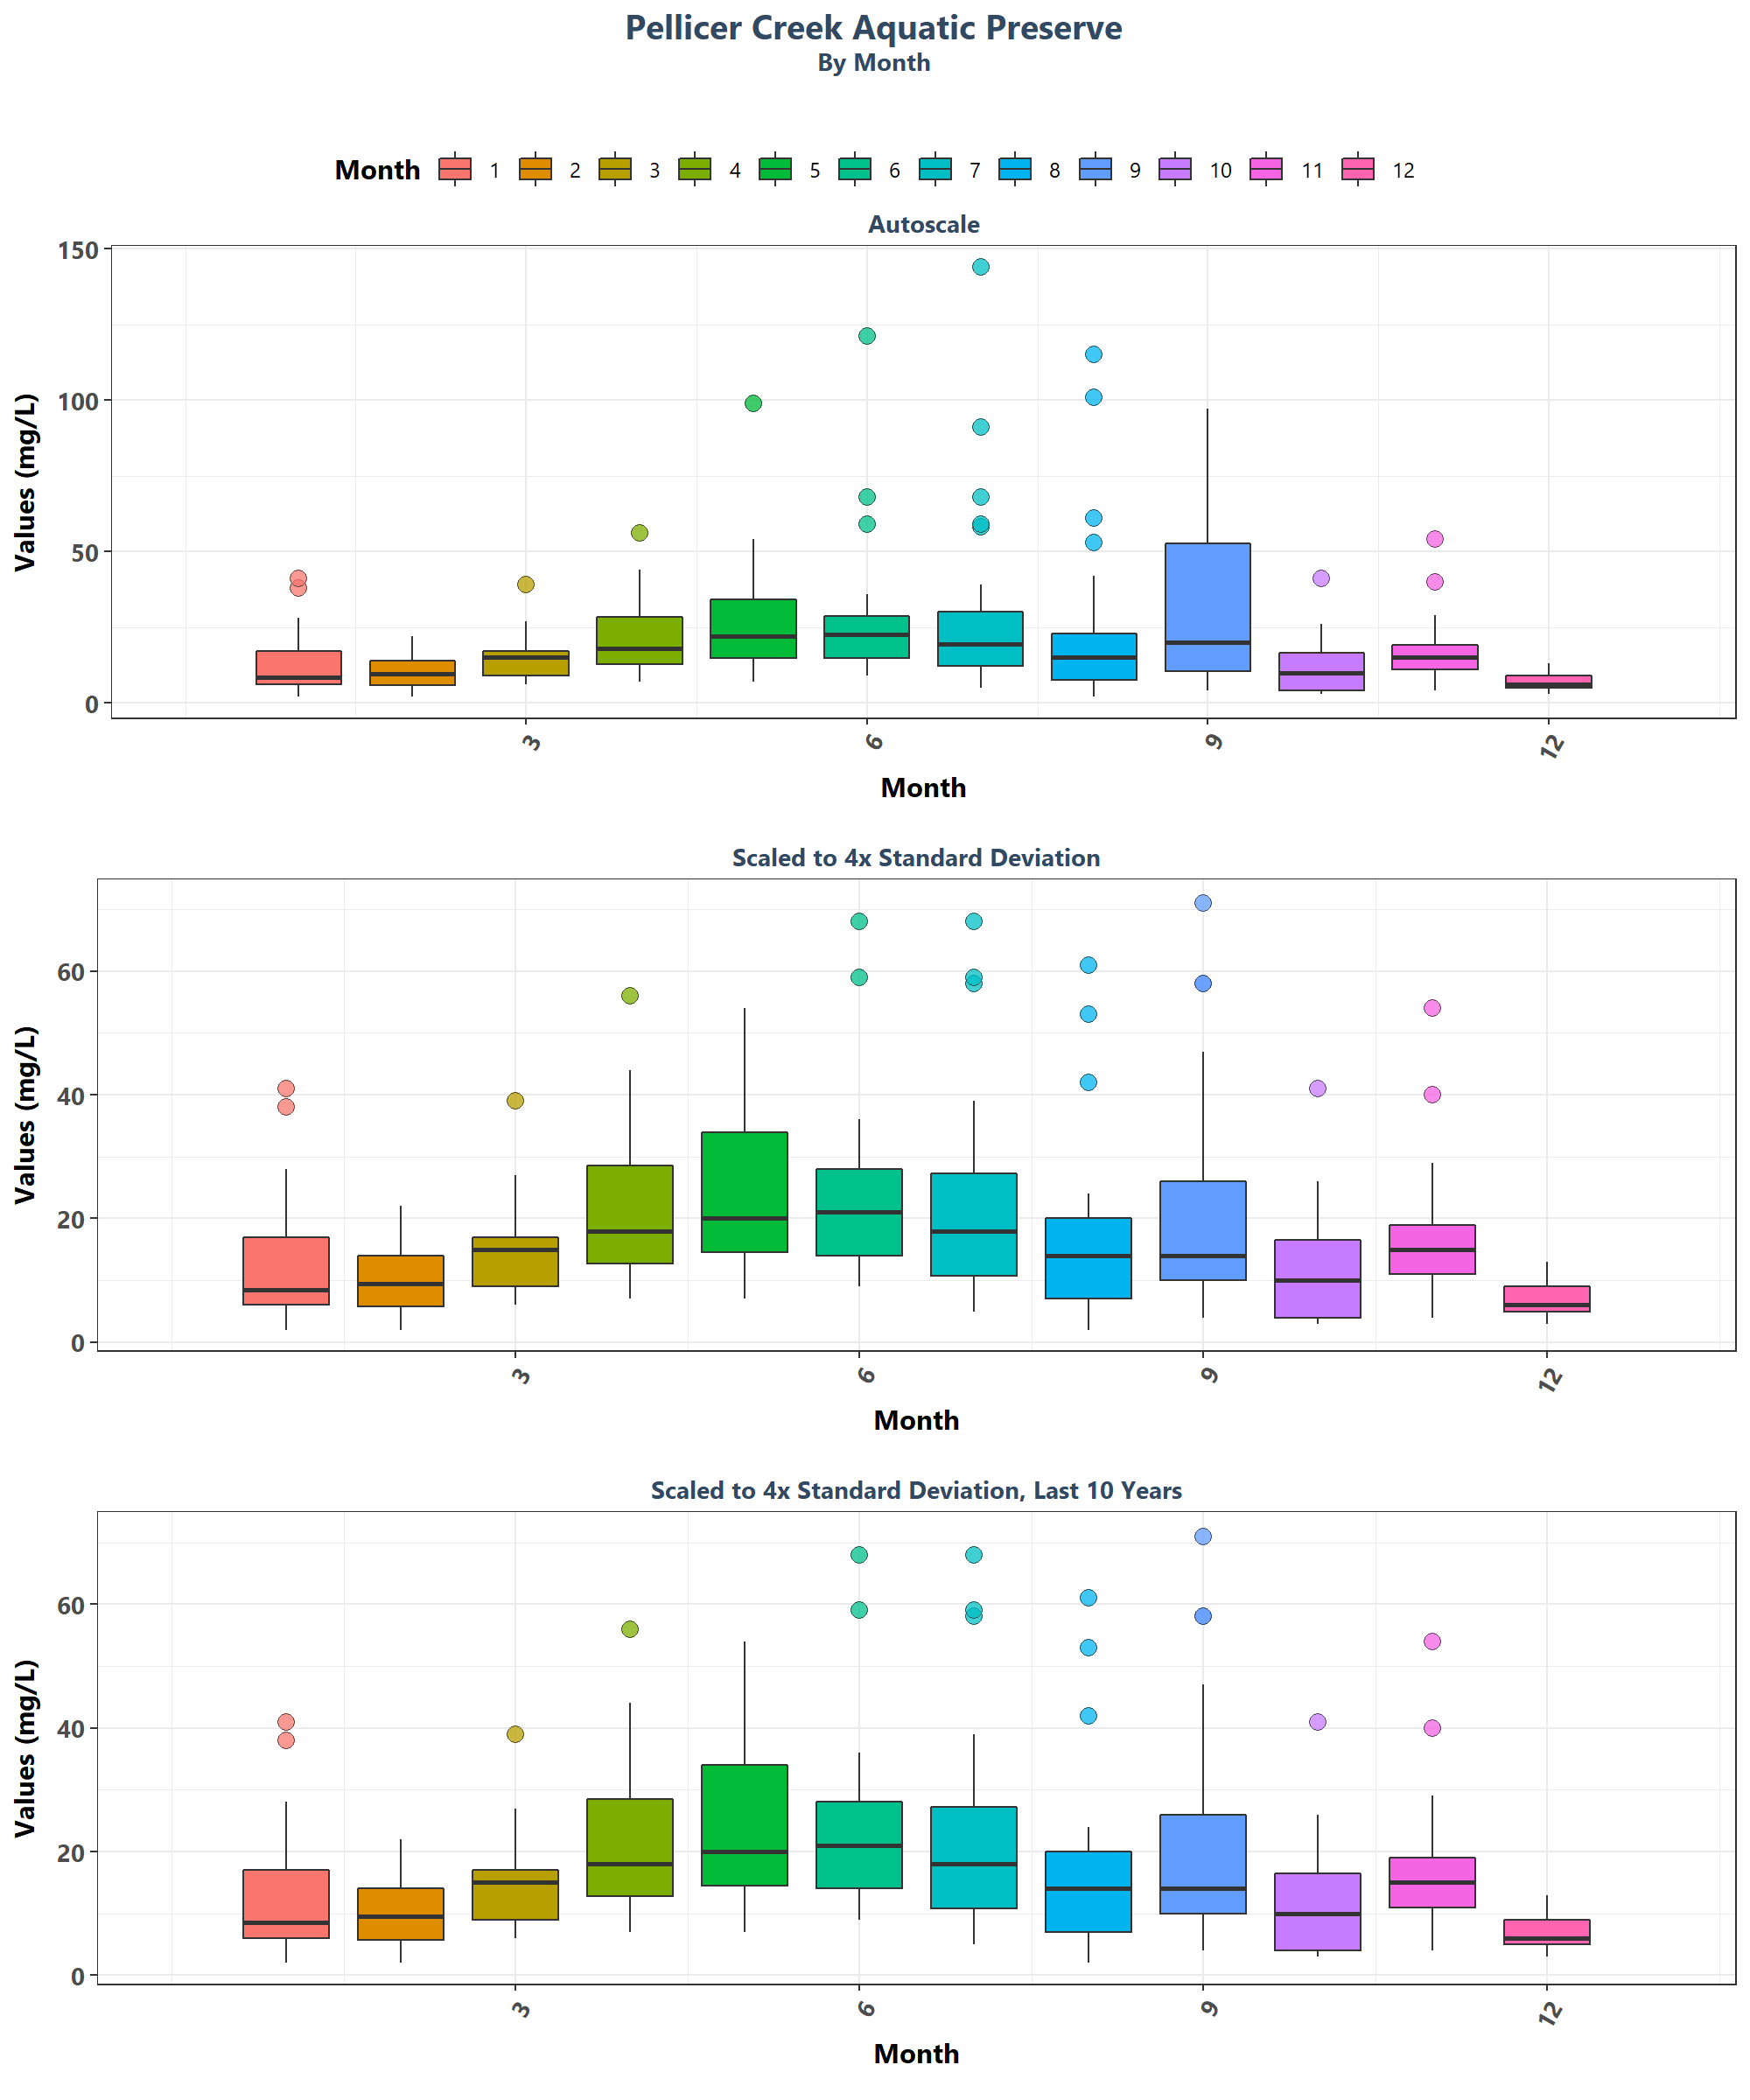 Pellicer Creek Aquatic Preserve
By Month
Month 1 2 3 4 5 6 7 8 9 10 11 12
Autoscale
Values (mg/L)
150
100
50
0
3 6 9 12
Month
Scaled to 4x Standard Deviation
Values (mg/L)
60
40
20
0
3 6 9 12
Month
Scaled to 4x Standard Deviation, Last 10 Years
Values (mg/L)
60
40
20
0
3 6 9 12
Month